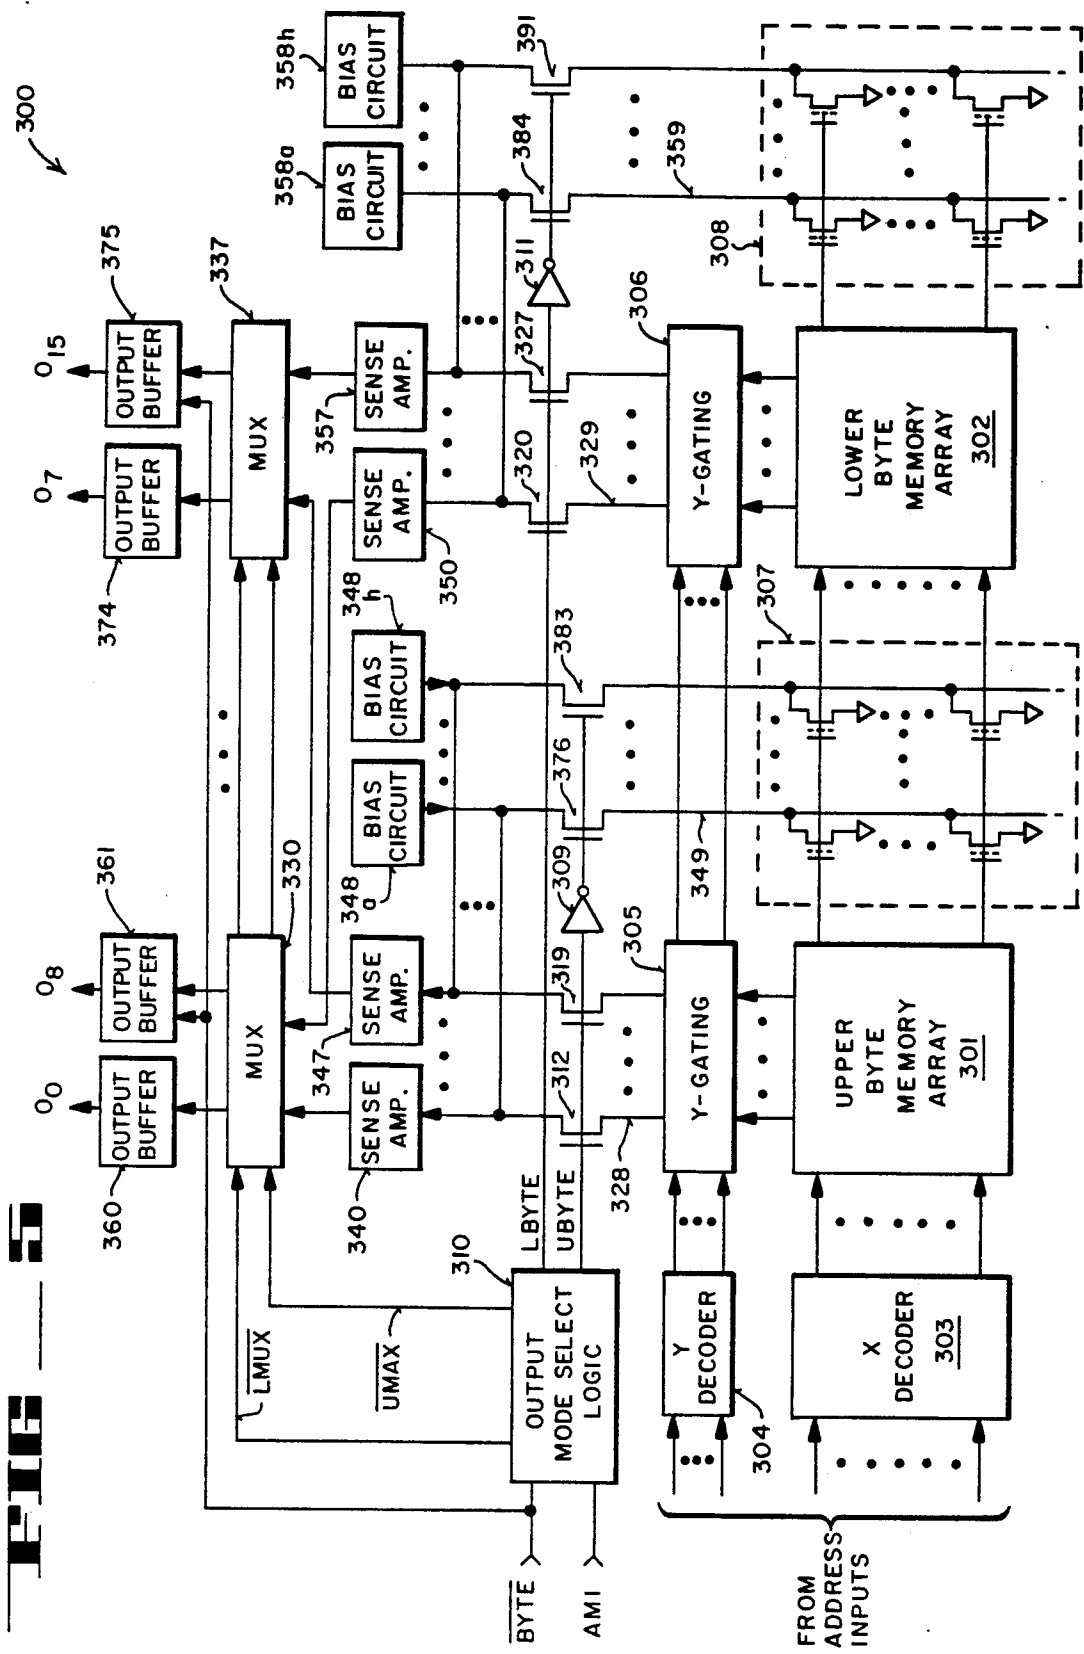 FIG 5
300
O0
O8
O7
O15
360
OUTPUT
BUFFER
361
OUTPUT
BUFFER
374
OUTPUT
BUFFER
375
OUTPUT
BUFFER
MUX
330
MUX
337
LMUX
UMAX
340
SENSE
AMP.
347
SENSE
AMP.
348
a
BIAS
CIRCUIT
348
h
BIAS
CIRCUIT
350
SENSE
AMP.
357
SENSE
AMP.
358a
BIAS
CIRCUIT
358h
BIAS
CIRCUIT
BYTE
AMI
310
OUTPUT
MODE SELECT
LOGIC
LBYTE
UBYTE
312
319
309
376
383
320
327
311
384
391
328
349
329
359
304
Y
DECODER
Y-GATING
305
Y-GATING
306
FROM
ADDRESS
INPUTS
X
DECODER
303
UPPER
BYTE
MEMORY
ARRAY
301
307
LOWER
BYTE
MEMORY
ARRAY
302
308